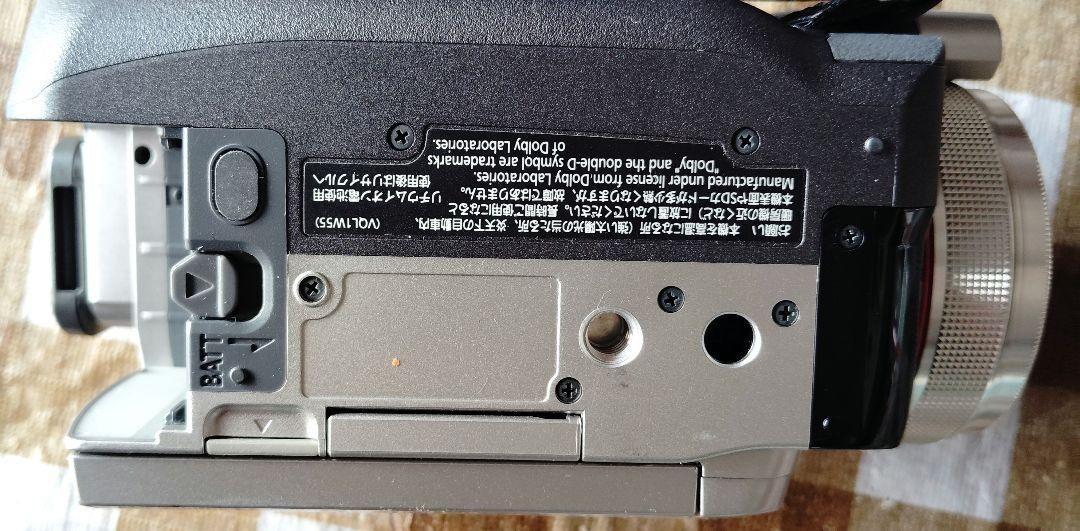 お願い 本機を高温になる所（強い太陽光の当たる所、炎天下の自動車内、
暖房機の近くなど）に放置しないでください。長時間ご使用になると
本機表面やSDカードが多少熱くなりますが、故障ではありません。
Manufactured under license from Dolby Laboratories.
"Dolby" and the double-D symbol are trademarks
of Dolby Laboratories.
(VQL1W55)
リチウムイオン電池使用
使用後はリサイクルへ
BATT